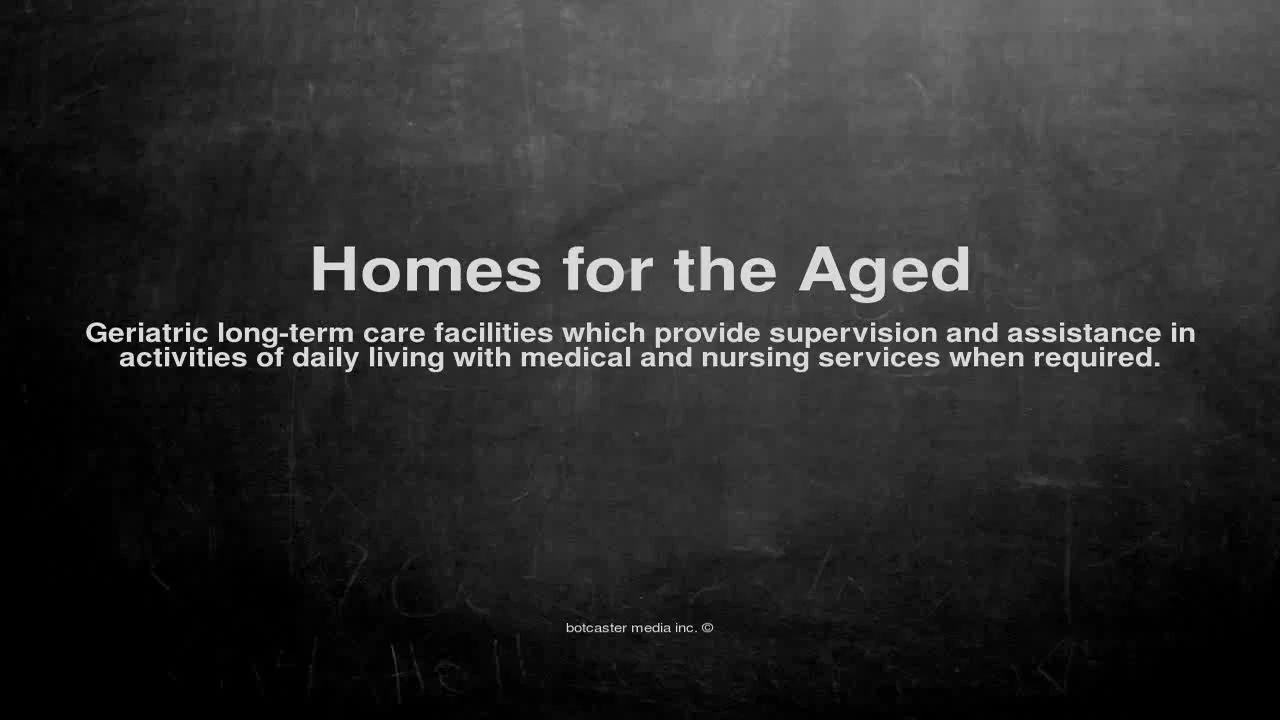 Homes for the Aged
Geriatric long-term care facilities which provide supervision and assistance in
activities of daily living with medical and nursing services when required.
botcaster media inc. ©